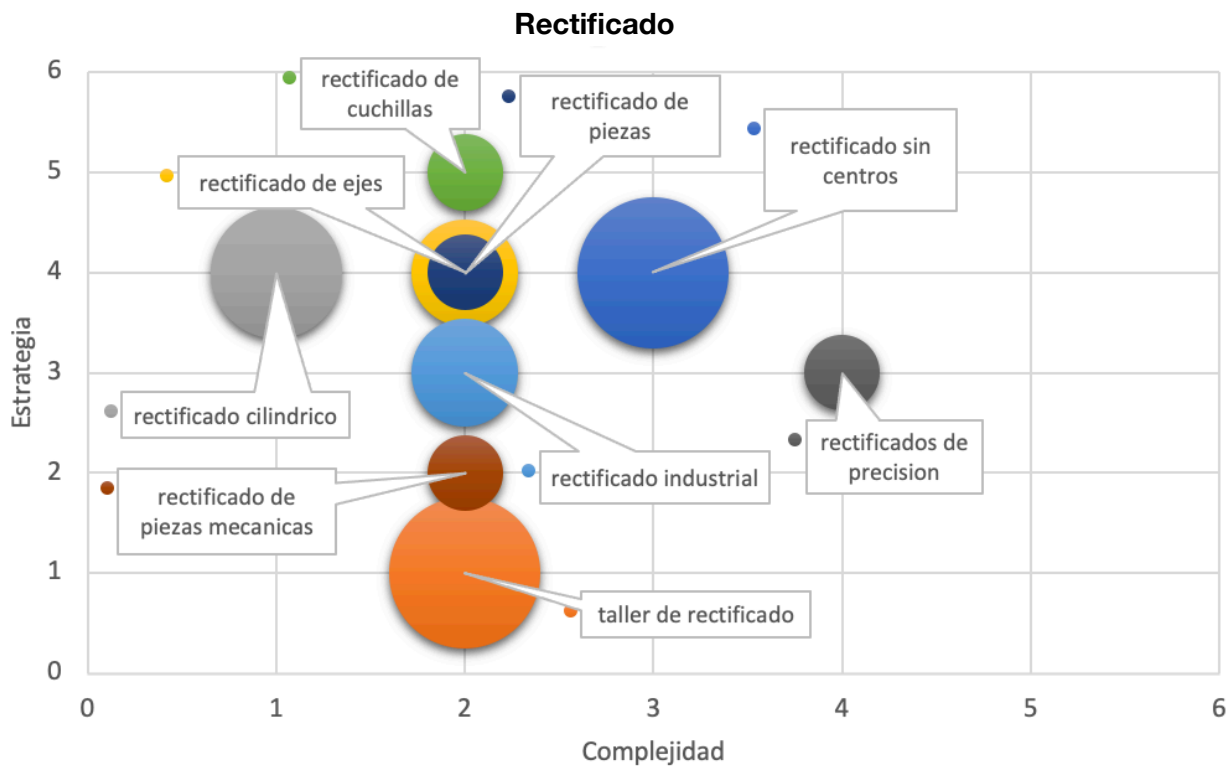 Rectificado
6
rectificado de
cuchillas
rectificado de
piezas
rectificado sin
centros
5
rectificado de ejes
4
Estrategia
3
rectificado cilindrico
rectificados de
precision
2
rectificado de
piezas mecanicas
rectificado industrial
1
taller de rectificado
0
0 1 2 3 4 5 6
Complejidad